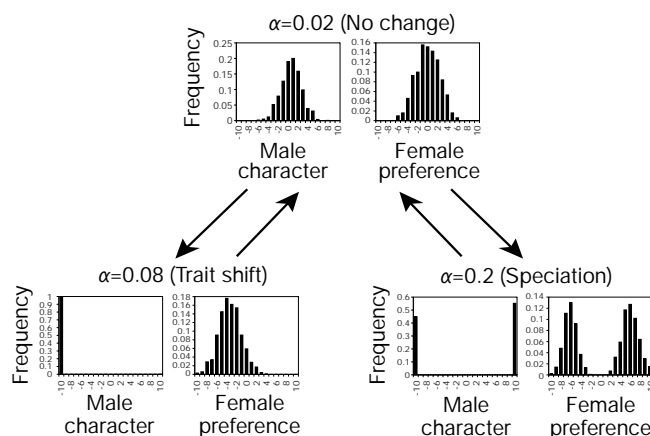 α=0.02 (No change)
Frequency
0.25
0.2
0.15
0.1
0.05
0
-10 -8 -6 -4 -2 0 2 4 6 8 10
Male
character
0.16
0.14
0.12
0.1
0.08
0.06
0.04
0.02
0
-10 -8 -6 -4 -2 0 2 4 6 8 10
Female
preference
α=0.08 (Trait shift)
Frequency
1
0.9
0.8
0.7
0.6
0.5
0.4
0.3
0.2
0.1
0
-10 -8 -6 -4 -2 0 2 4 6 8 10
Male
character
0.18
0.16
0.14
0.12
0.1
0.08
0.06
0.04
0.02
0
-10 -8 -6 -4 -2 0 2 4 6 8 10
Female
preference
α=0.2 (Speciation)
Frequency
0.6
0.5
0.4
0.3
0.2
0.1
0
-10 -8 -6 -4 -2 0 2 4 6 8 10
Male
character
0.14
0.12
0.1
0.08
0.06
0.04
0.02
0
-10 -8 -6 -4 -2 0 2 4 6 8 10
Female
preference